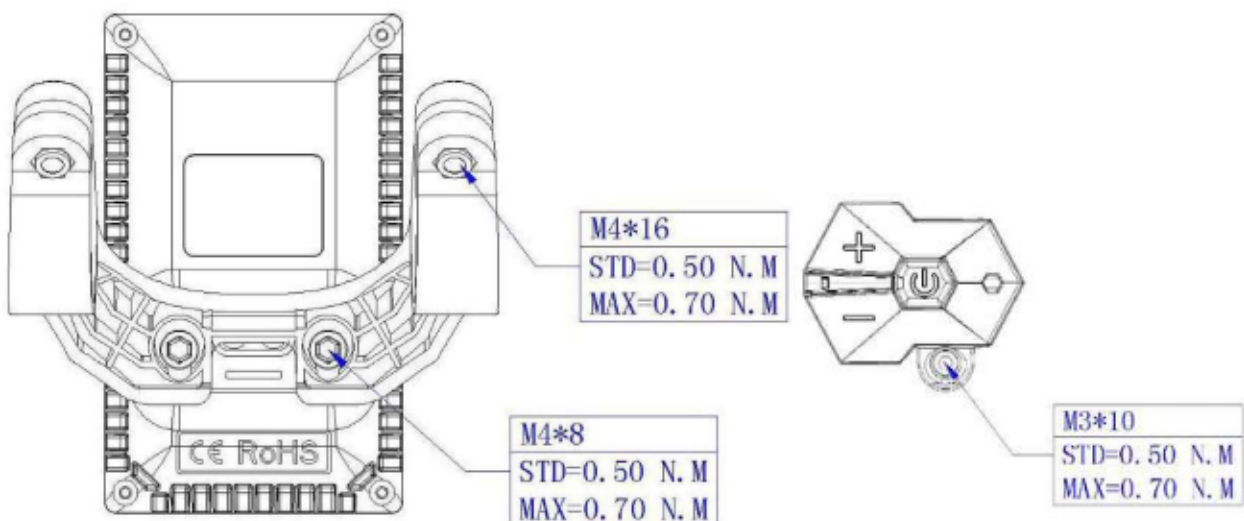 M4*16
STD=0.50 N.M
MAX=0.70 N.M
M4*8
STD=0.50 N.M
MAX=0.70 N.M
M3*10
STD=0.50 N.M
MAX=0.70 N.M
CE RoHS